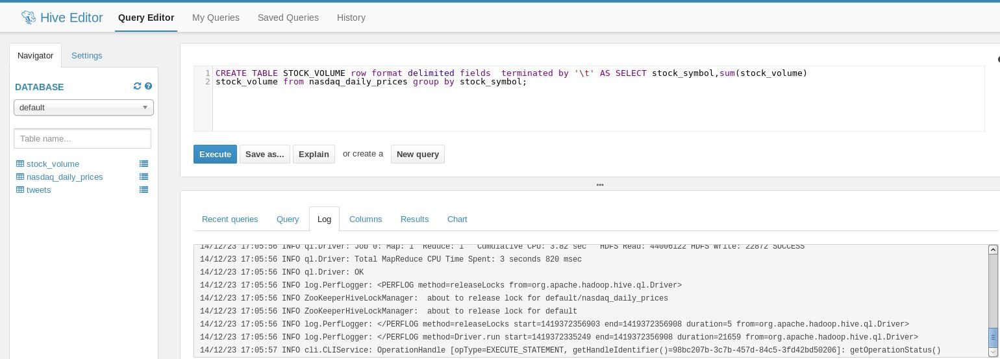 Hive Editor Query Editor My Queries Saved Queries History
Navigator Settings
DATABASE
default
Table name...
stock_volume
nasdaq_daily_prices
tweets
1 CREATE TABLE STOCK_VOLUME row format delimited fields  terminated by '\t' AS SELECT stock_symbol,sum(stock_volume)
2 stock_volume from nasdaq_daily_prices group by stock_symbol;
Execute Save as... Explain or create a New query
Recent queries Query Log Columns Results Chart
14/12/23 17:05:56 INFO ql.Driver: Job 0: Map: 1  Reduce: 1   Cumulative CPU: 3.82 sec   HDFS Read: 44006122 HDFS Write: 22872 SUCCESS
14/12/23 17:05:56 INFO ql.Driver: Total MapReduce CPU Time Spent: 3 seconds 820 msec
14/12/23 17:05:56 INFO ql.Driver: OK
14/12/23 17:05:56 INFO log.PerfLogger: <PERFLOG method=releaseLocks from=org.apache.hadoop.hive.ql.Driver>
14/12/23 17:05:56 INFO ZooKeeperHiveLockManager:  about to release lock for default/nasdaq_daily_prices
14/12/23 17:05:56 INFO ZooKeeperHiveLockManager:  about to release lock for default
14/12/23 17:05:56 INFO log.PerfLogger: </PERFLOG method=releaseLocks start=1419372356903 end=1419372356908 duration=5 from=org.apache.hadoop.hive.ql.Driver>
14/12/23 17:05:56 INFO log.PerfLogger: </PERFLOG method=Driver.run start=1419372335249 end=1419372356908 duration=21659 from=org.apache.hadoop.hive.ql.Driver>
14/12/23 17:05:57 INFO cli.CLIService: OperationHandle [opType=EXECUTE_STATEMENT, getHandleIdentifier()=98bc207b-3c7b-457d-84c5-3fd42bd50206]: getOperationStatus()